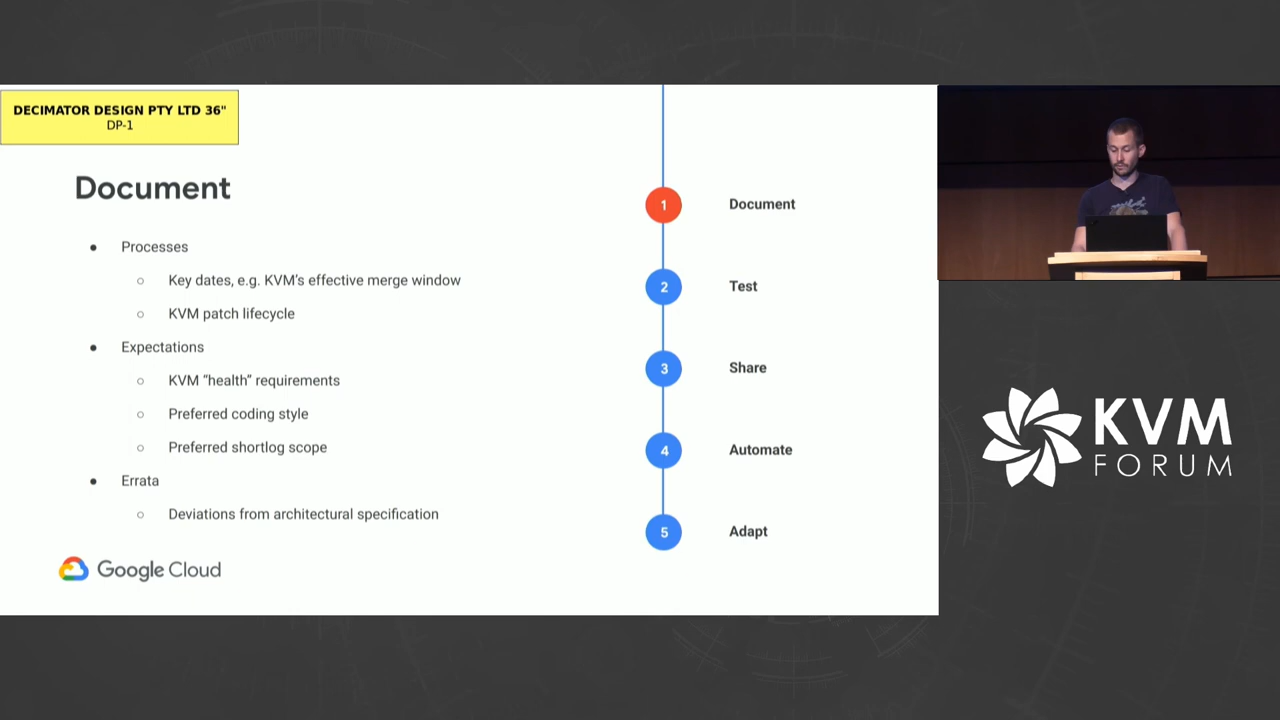 DECIMATOR DESIGN PTY LTD 36"
DP-1
Document
● Processes
○ Key dates, e.g. KVM's effective merge window
○ KVM patch lifecycle
● Expectations
○ KVM “health” requirements
○ Preferred coding style
○ Preferred shortlog scope
● Errata
○ Deviations from architectural specification
Google Cloud
1 Document
2 Test
3 Share
4 Automate
5 Adapt
KVM
FORUM